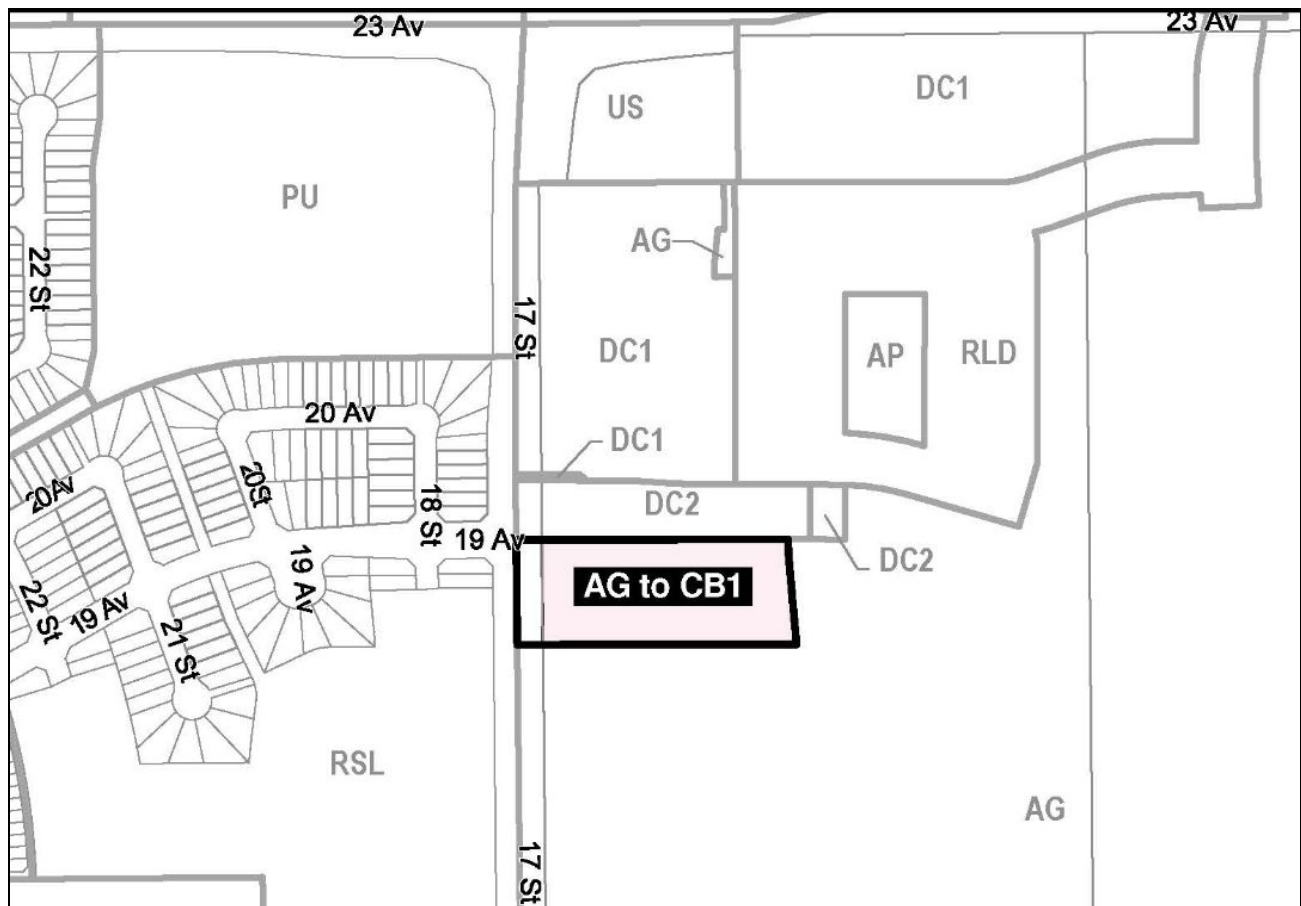 23 Av
23 Av
DC1
US
PU
AG
22 St
17 St
DC1
AP
RLD
20 Av
DC1
20 Av
20 St
18 St
DC2
19 Av
DC2
19 Av
AG to CB1
22 St
19 Av
21 St
RSL
AG
17 St